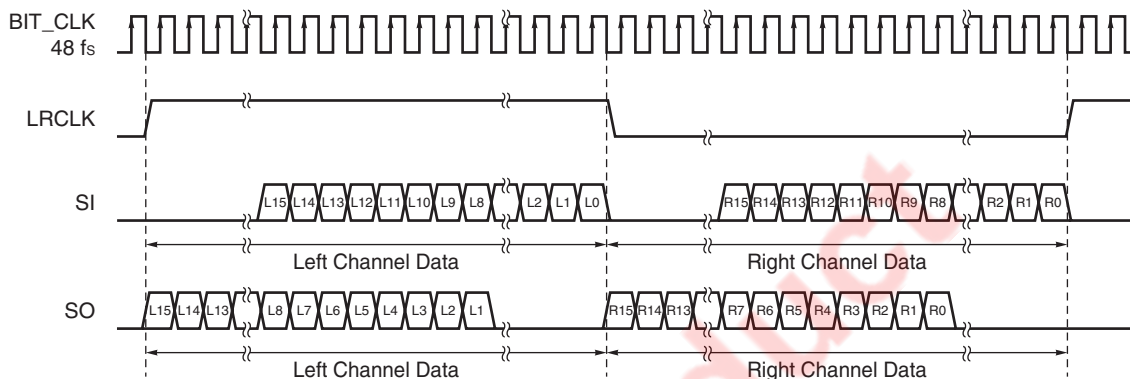 BIT_CLK
48 fs
LRCLK
SI
L15 L14 L13 L12 L11 L10 L9 L8 L2 L1 L0 R15 R14 R13 R12 R11 R10 R9 R8 R2 R1 R0
Left Channel Data Right Channel Data
SO
L15 L14 L13 L8 L7 L6 L5 L4 L3 L2 L1 R15 R14 R13 R7 R6 R5 R4 R3 R2 R1 R0
Left Channel Data Right Channel Data
duct